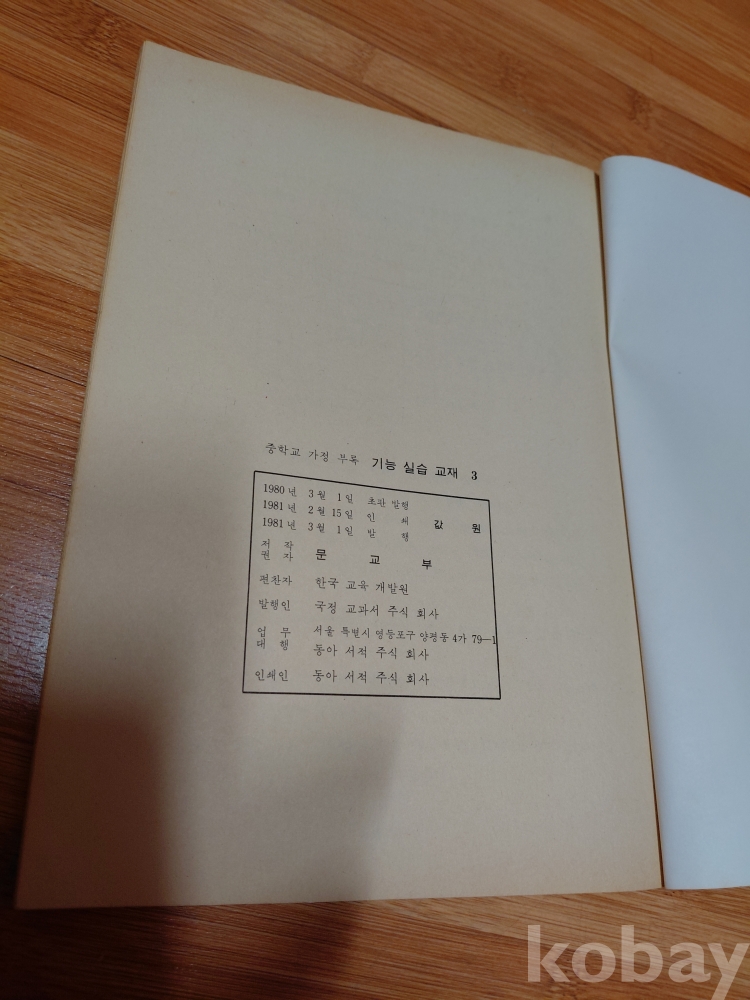 중학교 가정 부록 기능 실습 교재 3
1980년 3월 1일 초판 발행
1981년 2월 15일 인 쇄 값 원
1981년 3월 1일 발 행
저 작
권 자 문 교 부
편찬자 한국 교육 개발원
발행인 국정 교과서 주식 회사
업 무 서울 특별시 영등포구 양평동 4가 79—1
대 행 동아 서적 주식 회사
인쇄인 동아 서적 주식 회사
kobay